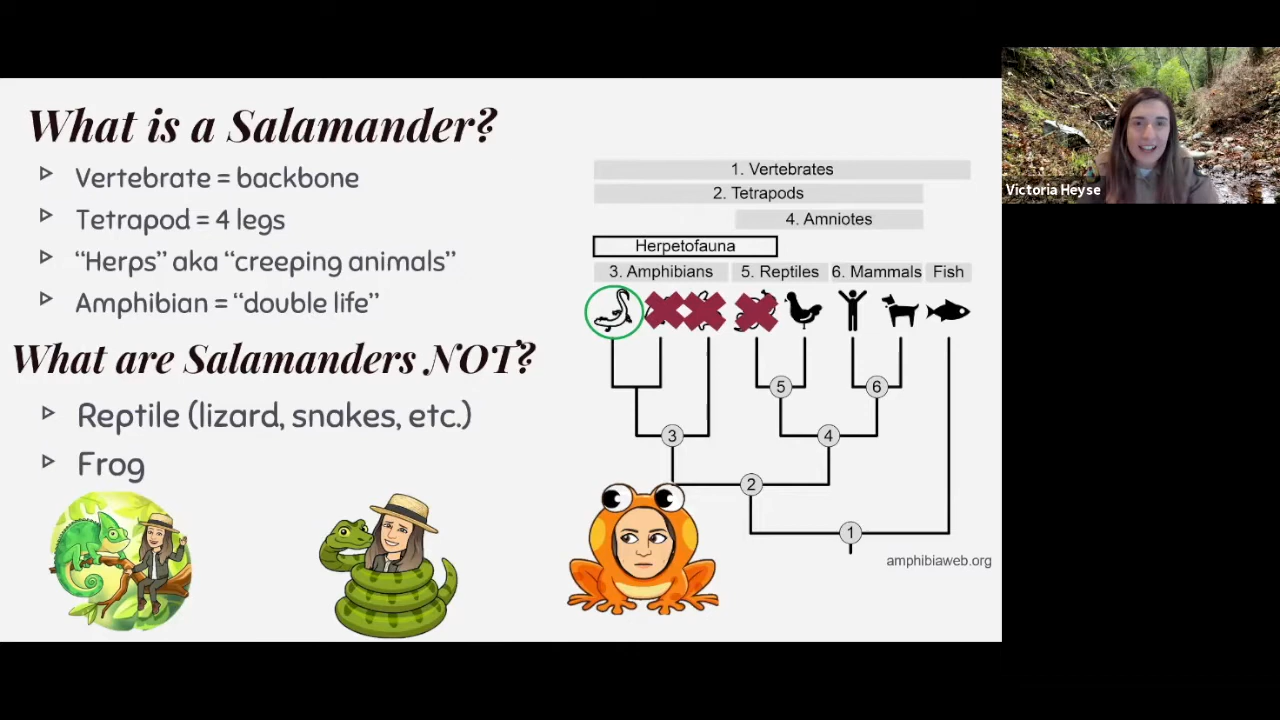 What is a Salamander?
Vertebrate = backbone
Tetrapod = 4 legs
“Herps” aka “creeping animals”
Amphibian = “double life”
What are Salamanders NOT?
Reptile (lizard, snakes, etc.)
Frog
1. Vertebrates
2. Tetrapods
4. Amniotes
Herpetofauna
3. Amphibians 5. Reptiles 6. Mammals Fish
5 6
3 4
2
1
amphibiaweb.org
Victoria Heyse